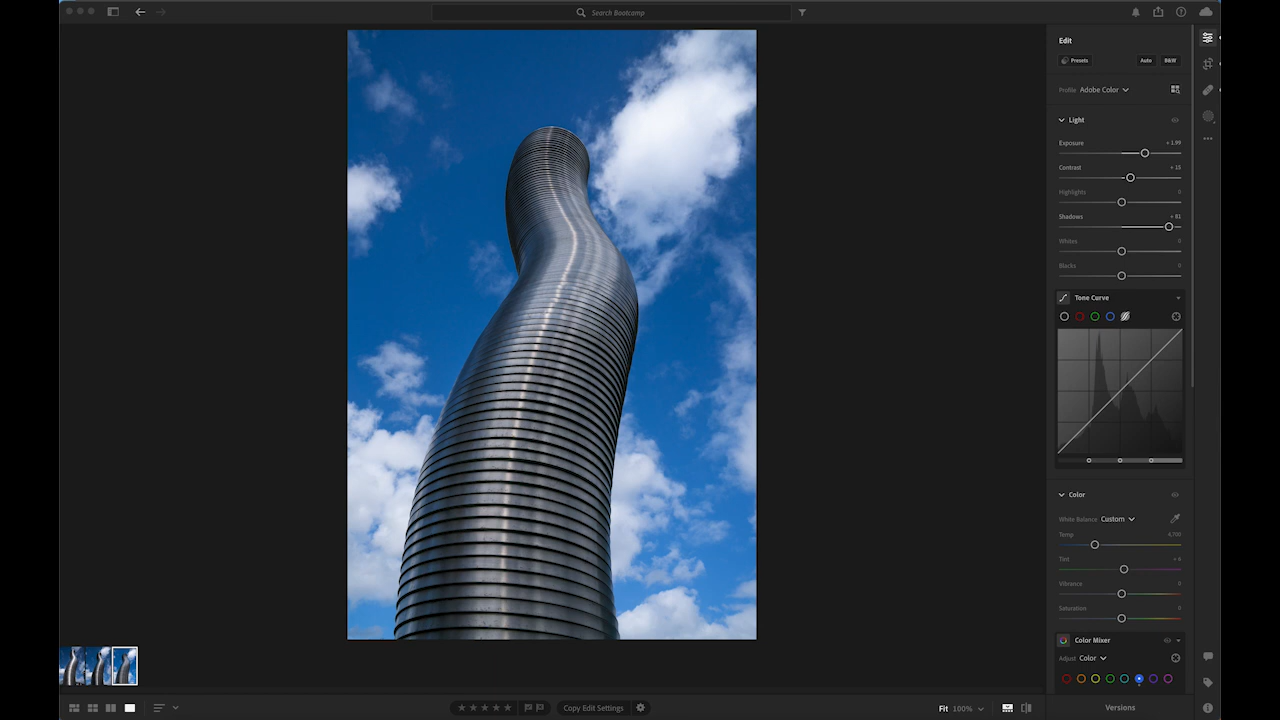 Search Bootcamp
Edit
Presets
Auto
B&W
Profile Adobe Color
Light
Exposure + 1.99
Contrast + 18
Highlights 0
Shadows + 81
Whites 0
Blacks 0
Tone Curve
Color
White Balance Custom
Temp 4,700
Tint + 0
Vibrance 0
Saturation 0
Color Mixer
Adjust Color
Copy Edit Settings
Fit 100%
Versions